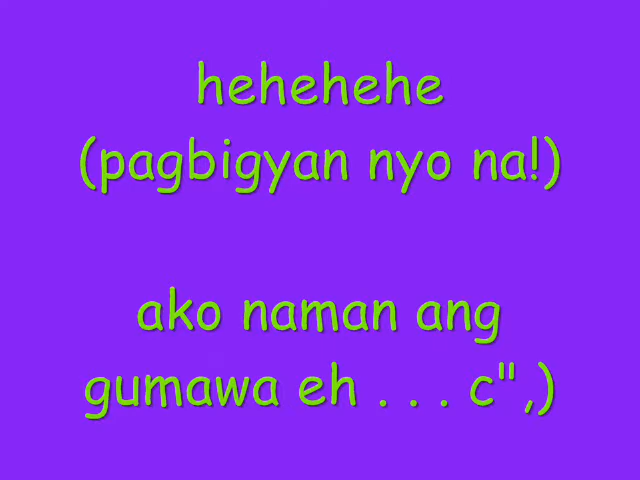 hehehehe
(pagbigyan nyo na!)
ako naman ang
gumawa eh . . . c",)